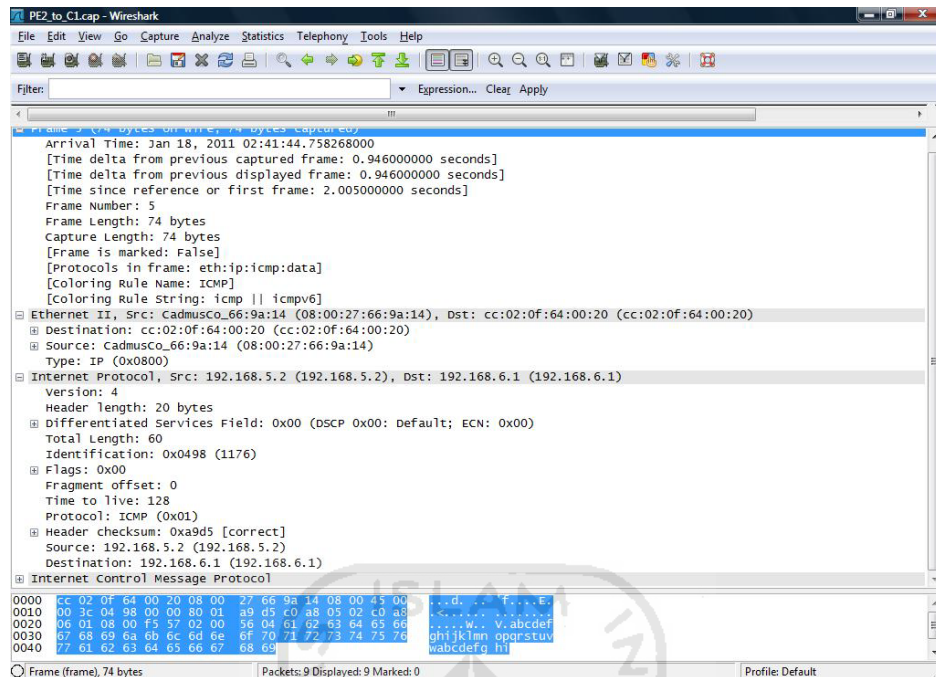 PE2_to_C1.cap - Wireshark
File Edit View Go Capture Analyze Statistics Telephony Tools Help
Filter: Expression... Clear Apply
Frame 5 (74 bytes on wire, 74 bytes captured)
Arrival Time: Jan 18, 2011 02:41:44.758268000
[Time delta from previous captured frame: 0.946000000 seconds]
[Time delta from previous displayed frame: 0.946000000 seconds]
[Time since reference or first frame: 2.005000000 seconds]
Frame Number: 5
Frame Length: 74 bytes
Capture Length: 74 bytes
[Frame is marked: False]
[Protocols in frame: eth:ip:icmp:data]
[Coloring Rule Name: ICMP]
[Coloring Rule String: icmp || icmpv6]
Ethernet II, Src: CadmusCo_66:9a:14 (08:00:27:66:9a:14), Dst: cc:02:0f:64:00:20 (cc:02:0f:64:00:20)
Destination: cc:02:0f:64:00:20 (cc:02:0f:64:00:20)
Source: CadmusCo_66:9a:14 (08:00:27:66:9a:14)
Type: IP (0x0800)
Internet Protocol, Src: 192.168.5.2 (192.168.5.2), Dst: 192.168.6.1 (192.168.6.1)
Version: 4
Header length: 20 bytes
Differentiated Services Field: 0x00 (DSCP 0x00: Default; ECN: 0x00)
Total Length: 60
Identification: 0x0498 (1176)
Flags: 0x00
Fragment offset: 0
Time to live: 128
Protocol: ICMP (0x01)
Header checksum: 0xa9d5 [correct]
Source: 192.168.5.2 (192.168.5.2)
Destination: 192.168.6.1 (192.168.6.1)
Internet Control Message Protocol
ISLAM
0000 cc 02 0f 64 00 20 08 00 27 66 9a 14 08 00 45 00 ...d. .. 'f....E.
0010 00 3c 04 98 00 00 80 01 a9 d5 c0 a8 05 02 c0 a8
0020 06 01 08 00 f5 57 02 00 56 04 61 62 63 64 65 66 .....W.. V.abcdef
0030 67 68 69 6a 6b 6c 6d 6e 6f 70 71 72 73 74 75 76 ghijklmn opqrstuv
0040 77 61 62 63 64 65 66 67 68 69 wabcdefg hi
Frame (frame), 74 bytes Packets: 9 Displayed: 9 Marked: 0 Profile: Default